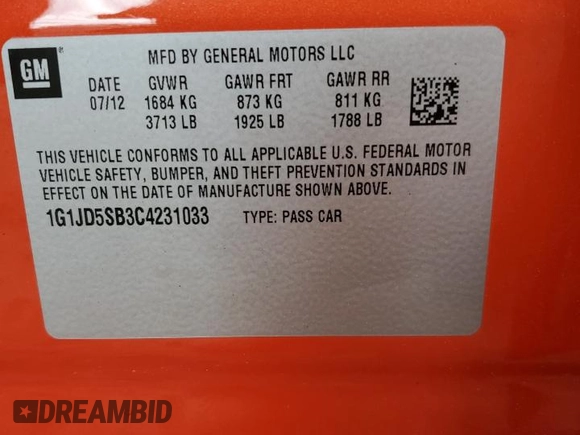 GM
MFD BY GENERAL MOTORS LLC
DATE GVWR GAWR FRT GAWR RR
07/12 1684 KG 873 KG 811 KG
3713 LB 1925 LB 1788 LB
THIS VEHICLE CONFORMS TO ALL APPLICABLE U.S. FEDERAL MOTOR
VEHICLE SAFETY, BUMPER, AND THEFT PREVENTION STANDARDS IN
EFFECT ON THE DATE OF MANUFACTURE SHOWN ABOVE.
1G1JD5SB3C4231033 TYPE: PASS CAR
DREAMBID